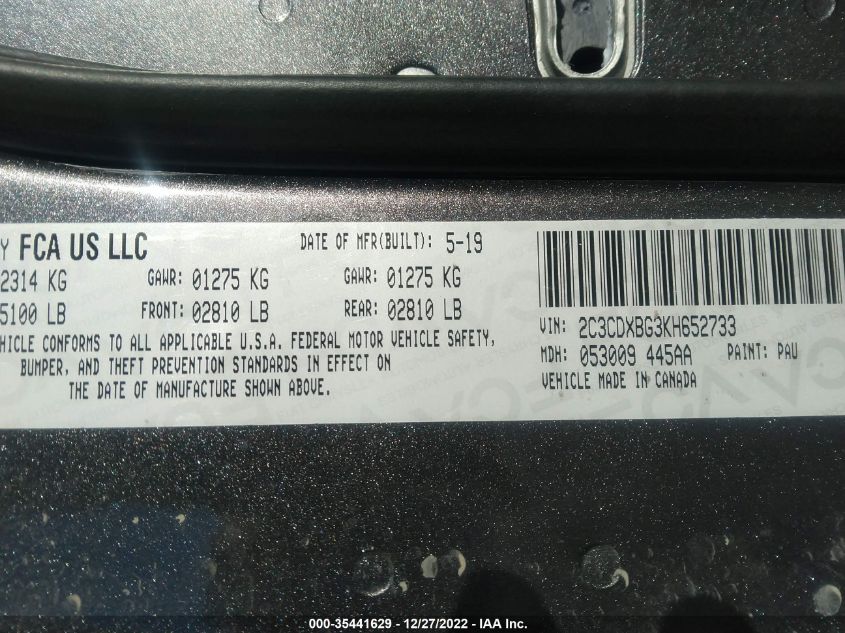 Y FCA US LLC DATE OF MFR(BUILT): 5-19
2314 KG GAWR: 01275 KG GAWR: 01275 KG
5100 LB FRONT: 02810 LB REAR: 02810 LB
HICLE CONFORMS TO ALL APPLICABLE U.S.A. FEDERAL MOTOR VEHICLE SAFETY,
BUMPER, AND THEFT PREVENTION STANDARDS IN EFFECT ON
THE DATE OF MANUFACTURE SHOWN ABOVE.
VIN: 2C3CDXBG3KH652733
MDH: 053009 445AA PAINT: PAU
VEHICLE MADE IN CANADA
000-35441629 - 12/27/2022 - IAA Inc.